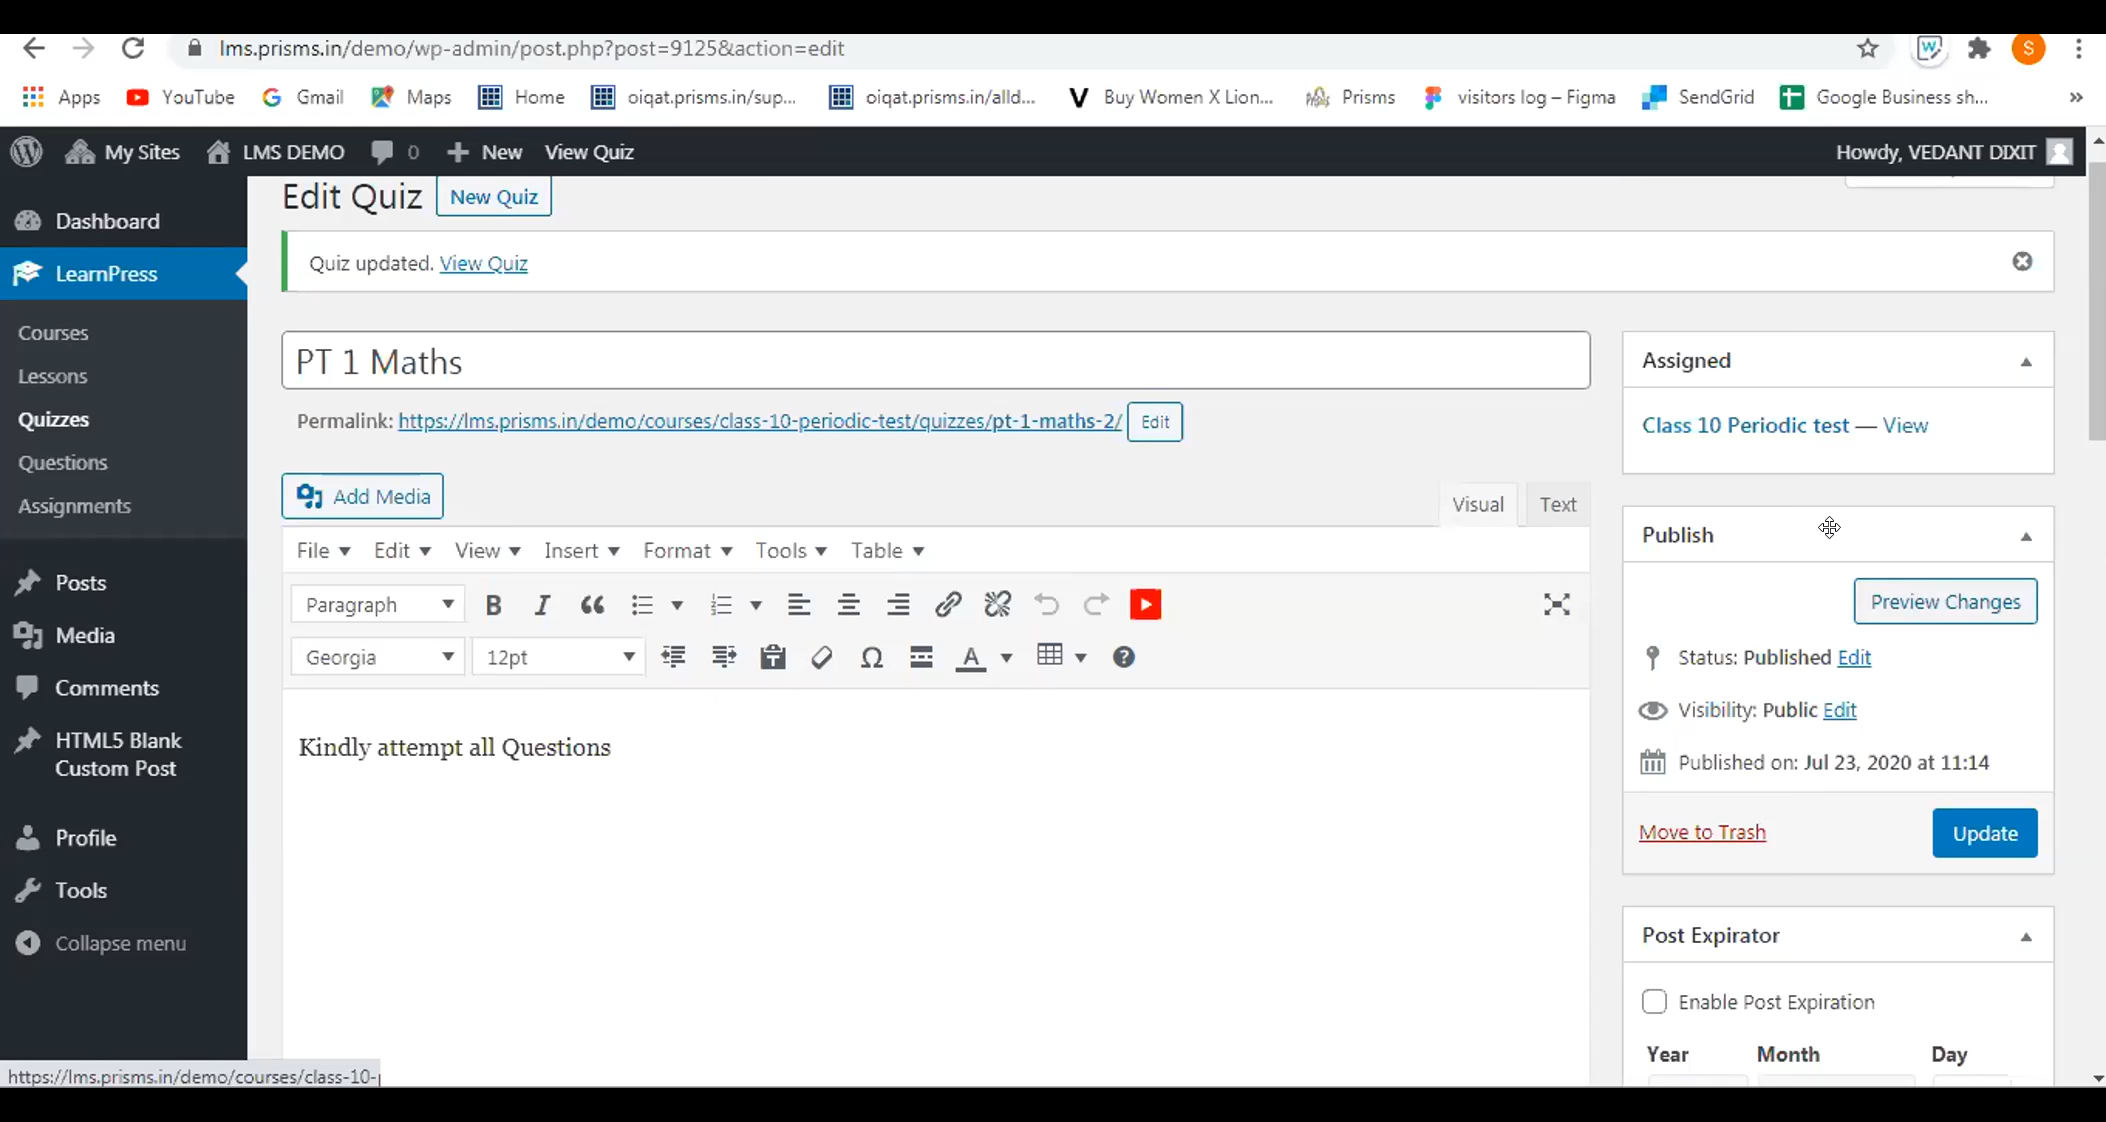 lms.prisms.in/demo/wp-admin/post.php?post=9125&action=edit
S
Apps YouTube Gmail Maps Home oiqat.prisms.in/sup... oiqat.prisms.in/alld... Buy Women X Lion... Prisms visitors log – Figma SendGrid Google Business sh... »
My Sites LMS DEMO 0 New View Quiz Howdy, VEDANT DIXIT
Edit Quiz New Quiz
Dashboard
Quiz updated. View Quiz
LearnPress
Courses
Lessons
Quizzes
Questions
Assignments
Posts
Media
Comments
HTML5 Blank
Custom Post
Profile
Tools
Collapse menu
PT 1 Maths
Permalink: https://lms.prisms.in/demo/courses/class-10-periodic-test/quizzes/pt-1-maths-2/ Edit
Add Media Visual Text
File Edit View Insert Format Tools Table
Paragraph B I
Georgia 12pt Ω A
Kindly attempt all Questions
Assigned
Class 10 Periodic test — View
Publish
Preview Changes
Status: Published Edit
Visibility: Public Edit
Published on: Jul 23, 2020 at 11:14
Move to Trash Update
Post Expirator
Enable Post Expiration
Year Month Day
https://lms.prisms.in/demo/courses/class-10-